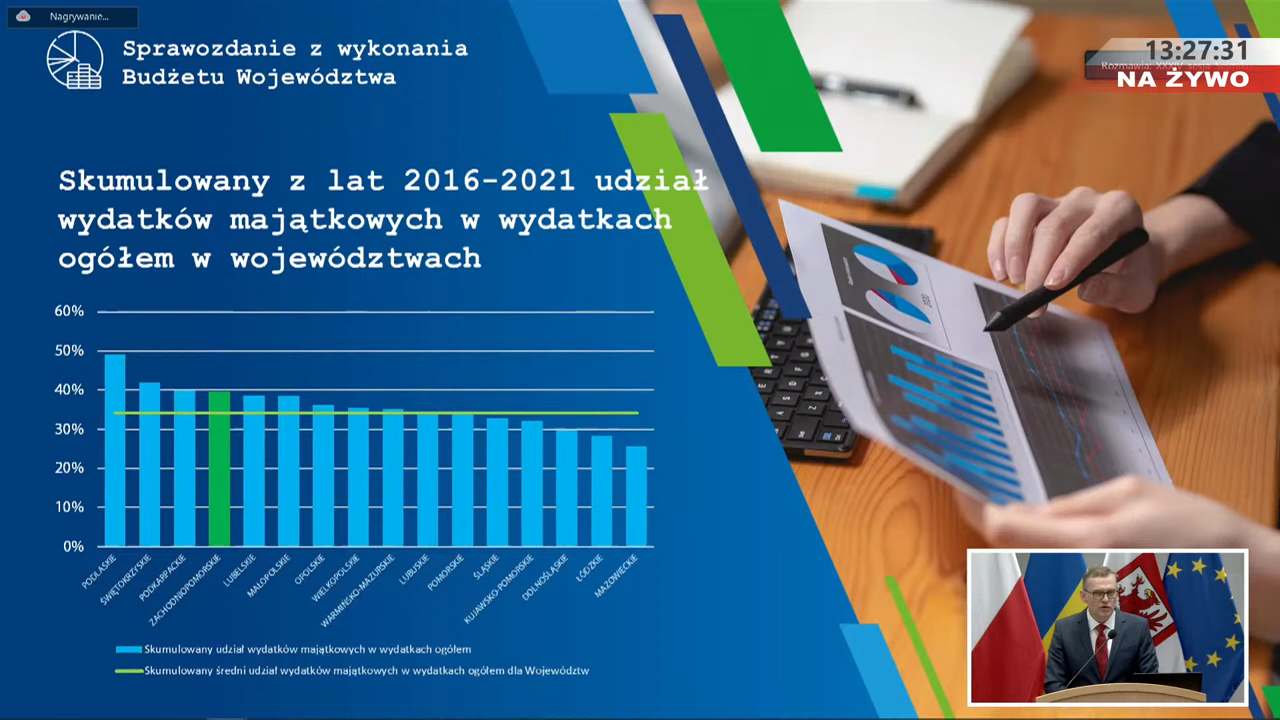 Nagrywanie...
Sprawozdanie z wykonania
Budżetu Województwa
13:27:31
NA ŻYWO
Skumulowany z lat 2016-2021 udział
wydatków majątkowych w wydatkach
ogółem w województwach
60%
50%
40%
30%
20%
10%
0%
PODLASKIE
ŚWIĘTOKRZYSKIE
PODKARPACKIE
ZACHODNIOPOMORSKIE
LUBELSKIE
MAŁOPOLSKIE
OPOLSKIE
WIELKOPOLSKIE
WARMIŃSKO-MAZURSKIE
LUBUSKIE
POMORSKIE
ŚLĄSKIE
KUJAWSKO-POMORSKIE
DOLNOŚLĄSKIE
ŁÓDZKIE
MAZOWIECKIE
Skumulowany udział wydatków majątkowych w wydatkach ogółem
Skumulowany średni udział wydatków majątkowych w wydatkach ogółem dla Województw